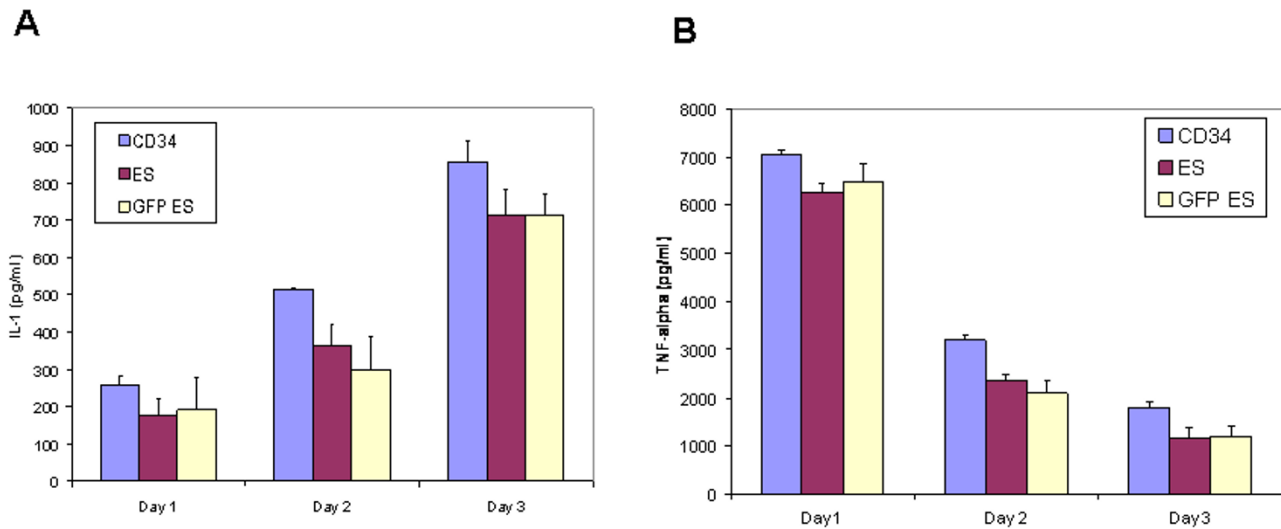 A
1000
900
800
700
600
500
400
300
200
100
0
IL-1 (pg/ml)
CD34
ES
GFP ES
Day 1
Day 2
Day 3
B
8000
7000
6000
5000
4000
3000
2000
1000
0
TNF-alpha [pg/ml]
CD34
ES
GFP ES
Day1
Day 2
Day3